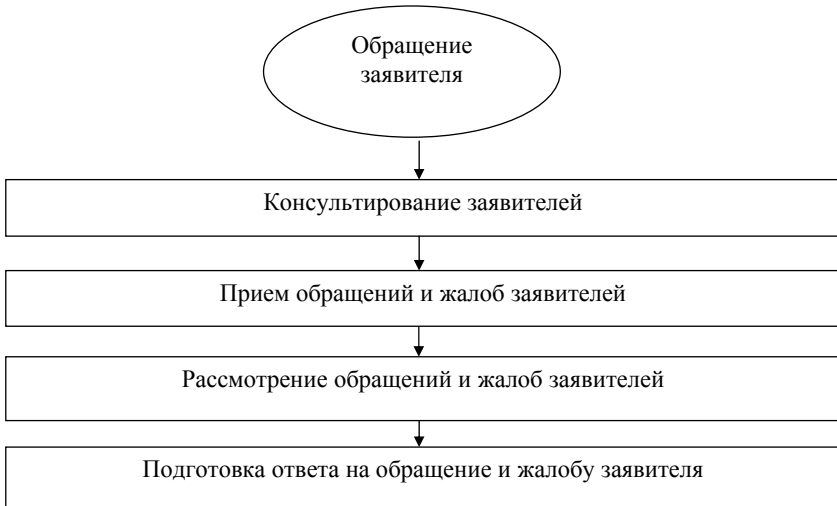 Обращение
заявителя
Консультирование заявителей
Прием обращений и жалоб заявителей
Рассмотрение обращений и жалоб заявителей
Подготовка ответа на обращение и жалобу заявителя